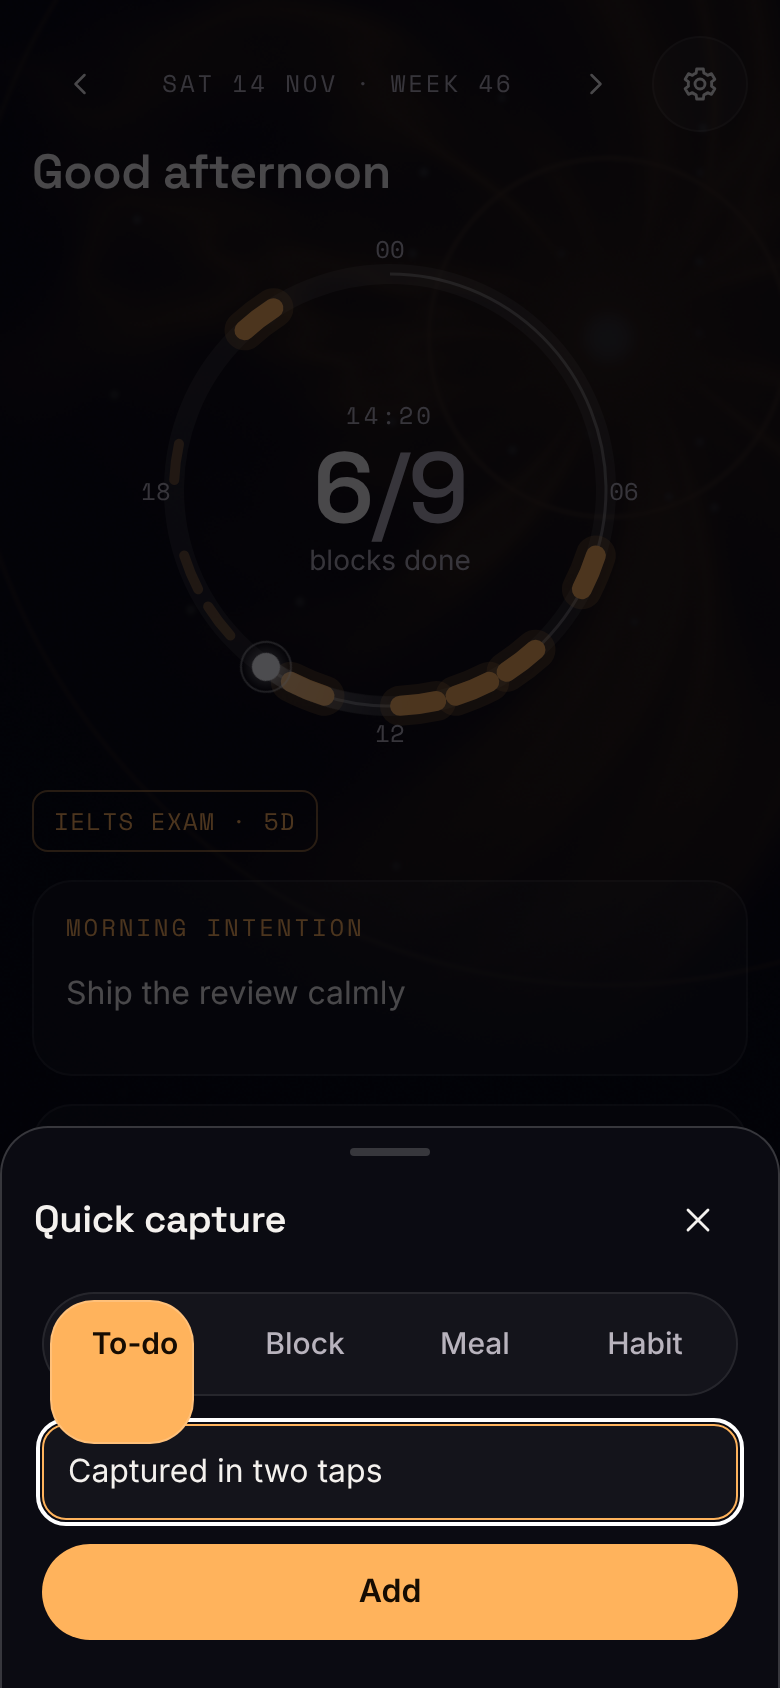 SAT 14 NOV · WEEK 46
Good afternoon
00
14:20
6/9
18
06
blocks done
12
IELTS EXAM · 5D
MORNING INTENTION
Ship the review calmly
Quick capture
To-do
Block
Meal
Habit
Captured in two taps
Add